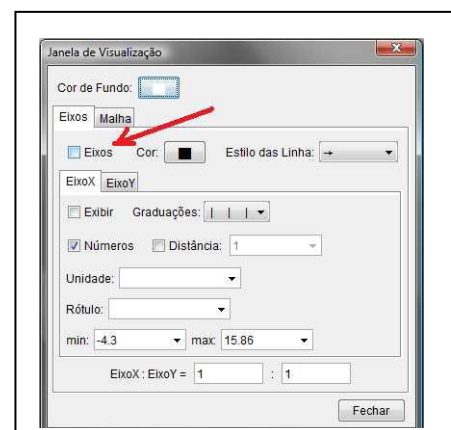 Janela de Visualização
Cor de Fundo:
Eixos Malha
Eixos Cor: Estilo das Linha:
EixoX EixoY
Exibir Graduações:
Números Distância: 1
Unidade:
Rótulo:
min: -4.3 max: 15.86
EixoX : EixoY = 1 : 1
Fechar